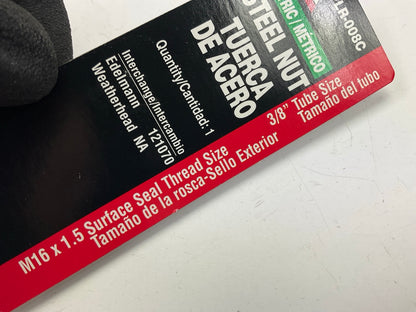 LR-008C
RIC / MÉTRICO
STEEL NUT
TUERCA
DE ACERO
Quantity/Cantidad: 1
Interchange/Intercambio
Edelmann 121070
Weatherhead NA
3/8" Tube Size
Tamaño del tubo
M16 x 1.5 Surface Seal Thread Size
Tamaño de la rosca-Sello Exterior